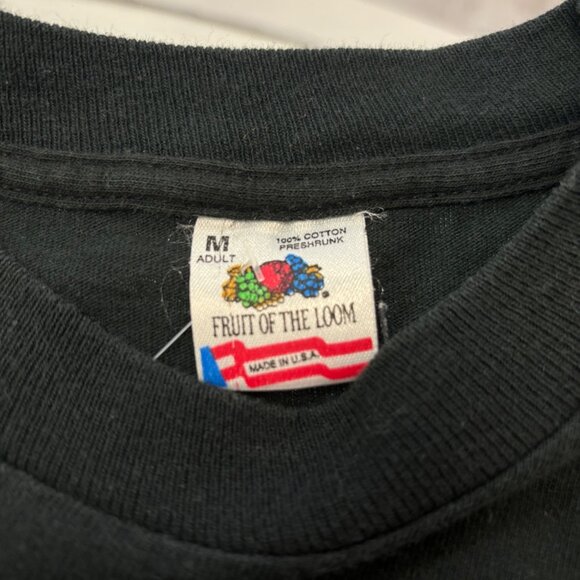 M
ADULT
100% COTTON
PRESHRUNK
FRUIT OF THE LOOM
MADE IN U.S.A.